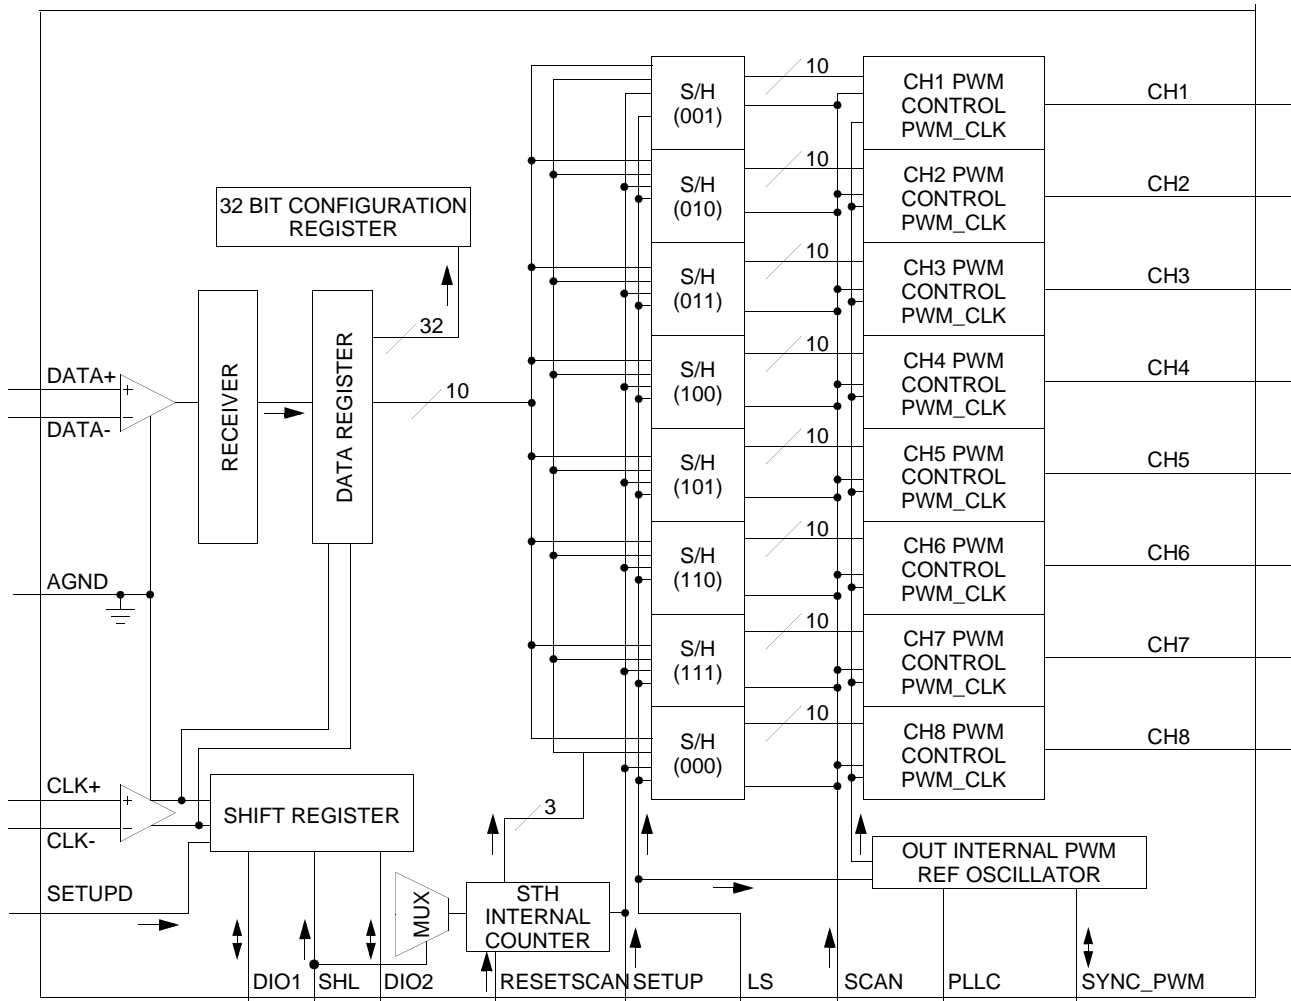 S/H
(001)
10
CH1 PWM
CONTROL
PWM_CLK
CH1
S/H
(010)
10
CH2 PWM
CONTROL
PWM_CLK
CH2
32 BIT CONFIGURATION
REGISTER
S/H
(011)
10
CH3 PWM
CONTROL
PWM_CLK
CH3
32
S/H
(100)
10
CH4 PWM
CONTROL
PWM_CLK
CH4
DATA+
+
−
DATA-
RECEIVER
DATA REGISTER
10
S/H
(101)
10
CH5 PWM
CONTROL
PWM_CLK
CH5
S/H
(110)
10
CH6 PWM
CONTROL
PWM_CLK
CH6
AGND
S/H
(111)
10
CH7 PWM
CONTROL
PWM_CLK
CH7
S/H
(000)
10
CH8 PWM
CONTROL
PWM_CLK
CH8
CLK+
+
−
CLK-
SHIFT REGISTER
3
SETUPD
MUX
STH
INTERNAL
COUNTER
OUT INTERNAL PWM
REF OSCILLATOR
DIO1
SHL
DIO2
RESETSCAN
SETUP
LS
SCAN
PLLC
SYNC_PWM